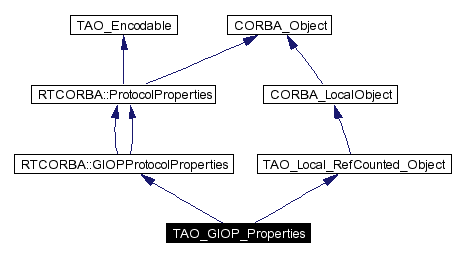 TAO_Encodable
CORBA_Object
RTCORBA::ProtocolProperties
CORBA_LocalObject
RTCORBA::GIOPProtocolProperties
TAO_Local_RefCounted_Object
TAO_GIOP_Properties